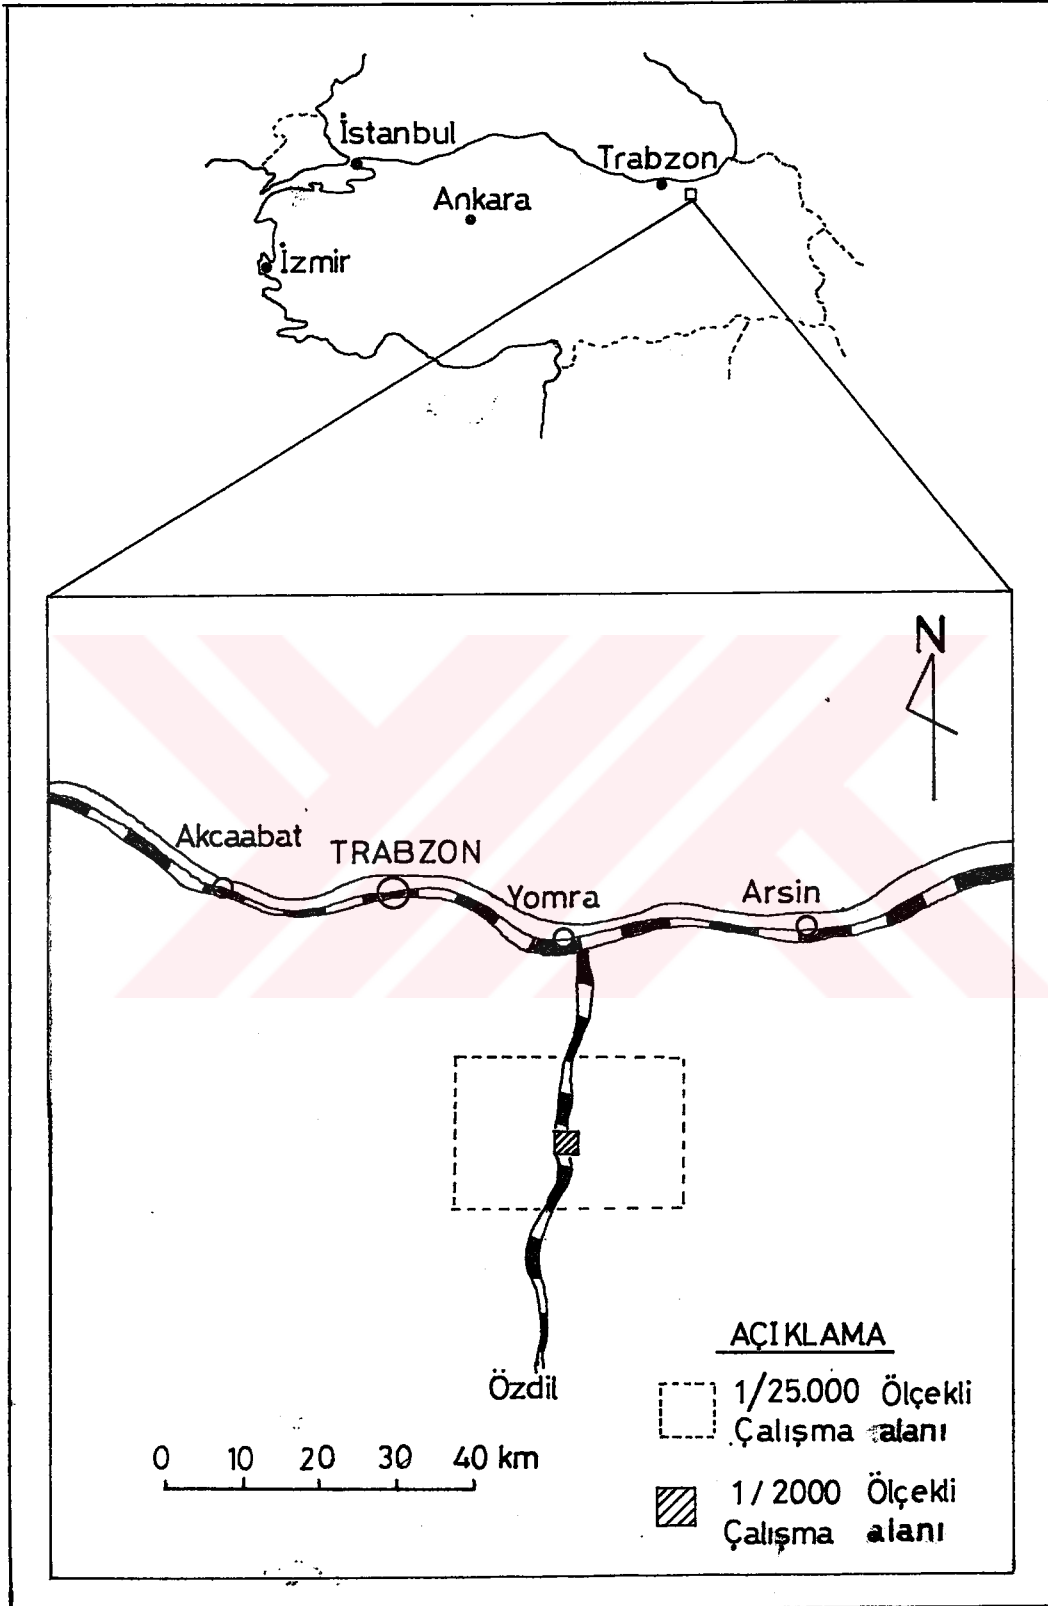 İstanbul
Trabzon
Ankara
İzmir
N
Akcaabat
TRABZON
Yomra
Arsin
Özdil
AÇIKLAMA
1/25.000 Ölçekli
Çalışma alanı
0 10 20 30 40 km
1/2000 Ölçekli
Çalışma alanı